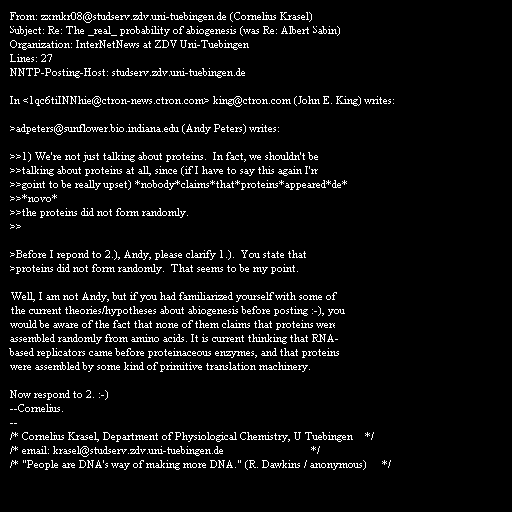 From: zxmkr08@studserv.zdv.uni-tuebingen.de (Cornelius Krasel)
Subject: Re: The _real_ probability of abiogenesis (was Re: Albert Sabin)
Organization: InterNetNews at ZDV Uni-Tuebingen
Lines: 27
NNTP-Posting-Host: studserv.zdv.uni-tuebingen.de

In <1qc6tiINNhie@ctron-news.ctron.com> king@ctron.com (John E. King) writes:

>adpeters@sunflower.bio.indiana.edu (Andy Peters) writes:

>>1) We're not just talking about proteins.  In fact, we shouldn't be
>>talking about proteins at all, since (if I have to say this again I'm
>>goint to be really upset) *nobody*claims*that*proteins*appeared*de*
>>*novo*
>>the proteins did not form randomly.
>>

>Before I repond to 2.), Andy, please clarify 1.).  You state that
>proteins did not form randomly.  That seems to be my point.

Well, I am not Andy, but if you had familiarized yourself with some of
the current theories/hypotheses about abiogenesis before posting :-), you
would be aware of the fact that none of them claims that proteins were
assembled randomly from amino acids. It is current thinking that RNA-
based replicators came before proteinaceous enzymes, and that proteins
were assembled by some kind of primitive translation machinery.

Now respond to 2. :-)
--Cornelius.
--
/* Cornelius Krasel, Department of Physiological Chemistry, U Tuebingen    */
/* email: krasel@studserv.zdv.uni-tuebingen.de                             */
/* "People are DNA's way of making more DNA." (R. Dawkins / anonymous)     */